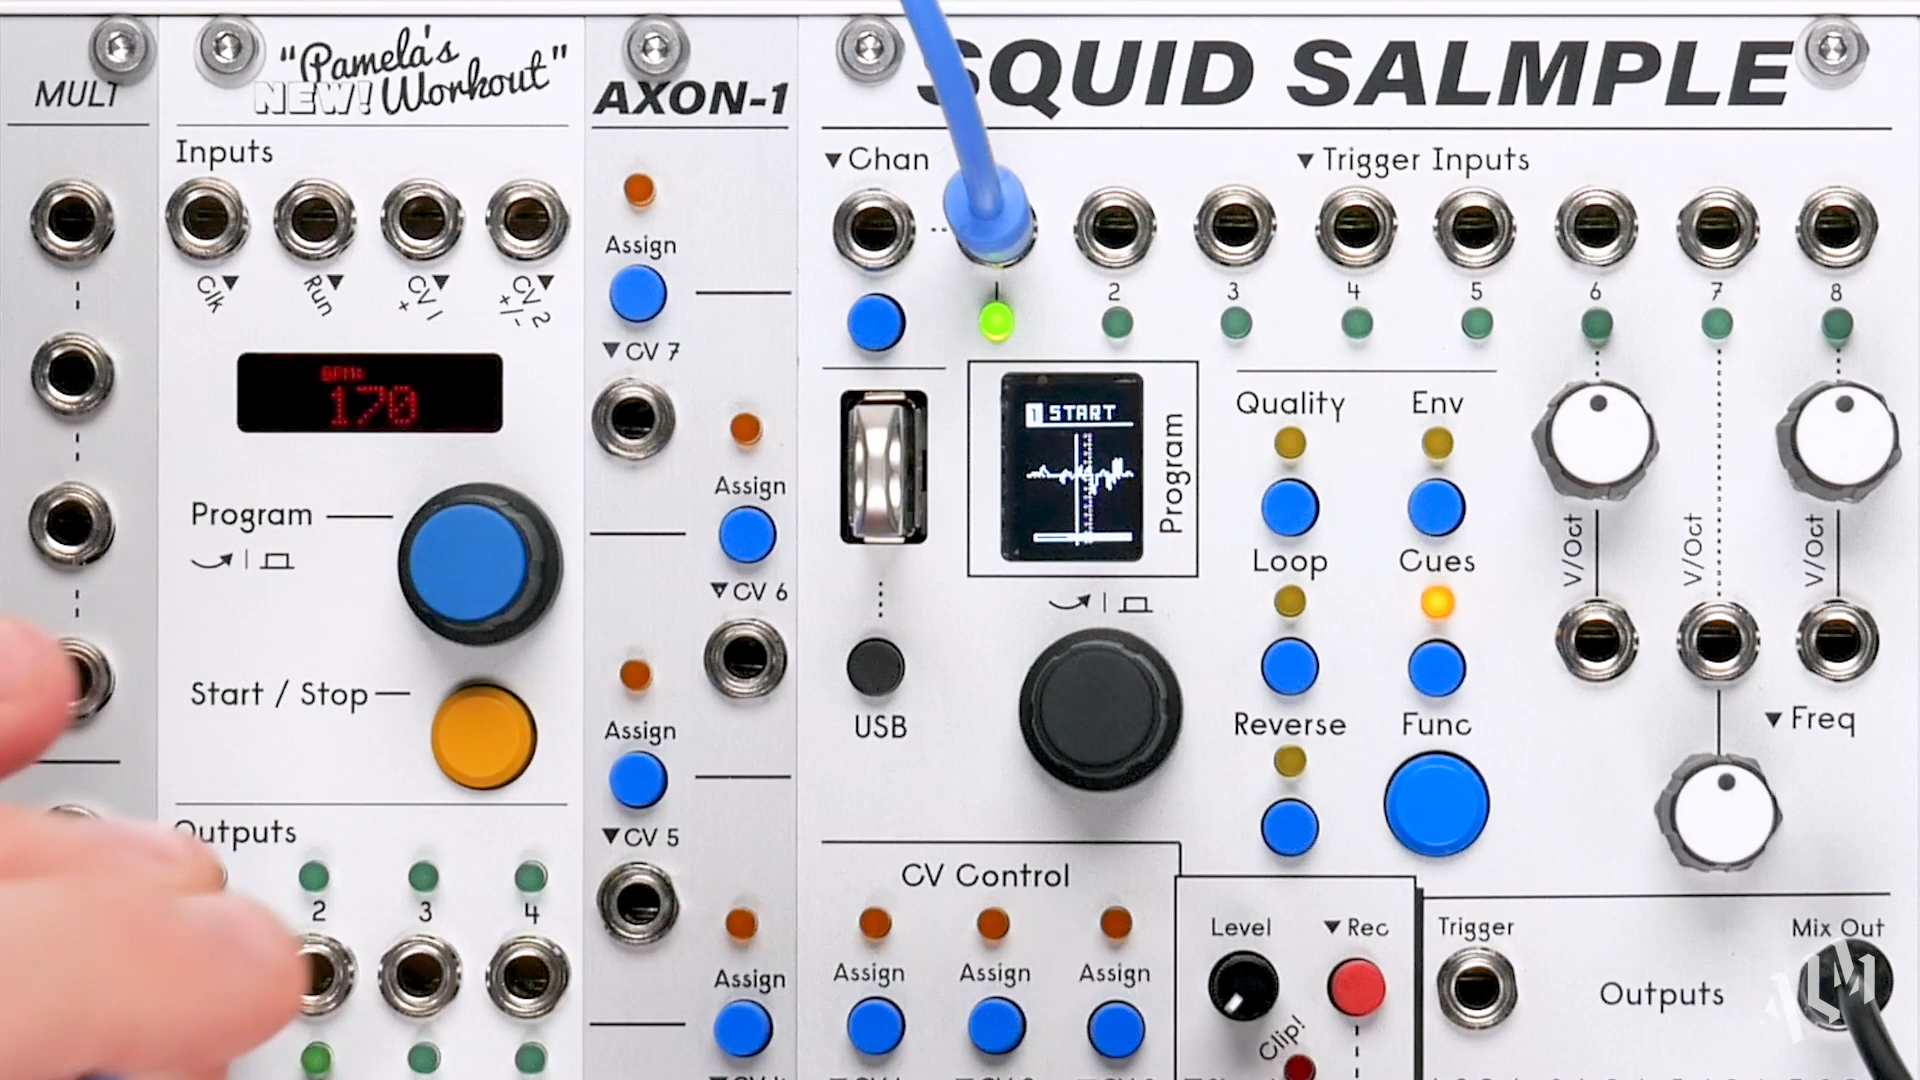 MULT
"Pamela's
NEW! Workout"
Inputs
Clk
Run
CV 1
+
CV 2
+/-
BPM:
170
Program
Start / Stop
Outputs
2
3
4
AXON-1
Assign
CV 7
Assign
CV 6
Assign
CV 5
Assign
SQUID SALMPLE
Chan
Trigger Inputs
2
3
4
5
6
7
8
1 START
Program
USB
Quality
Env
Loop
Cues
Reverse
Func
V/Oct
V/Oct
V/Oct
Freq
CV Control
Assign
Assign
Assign
Level
Rec
Clip!
Trigger
Mix Out
Outputs